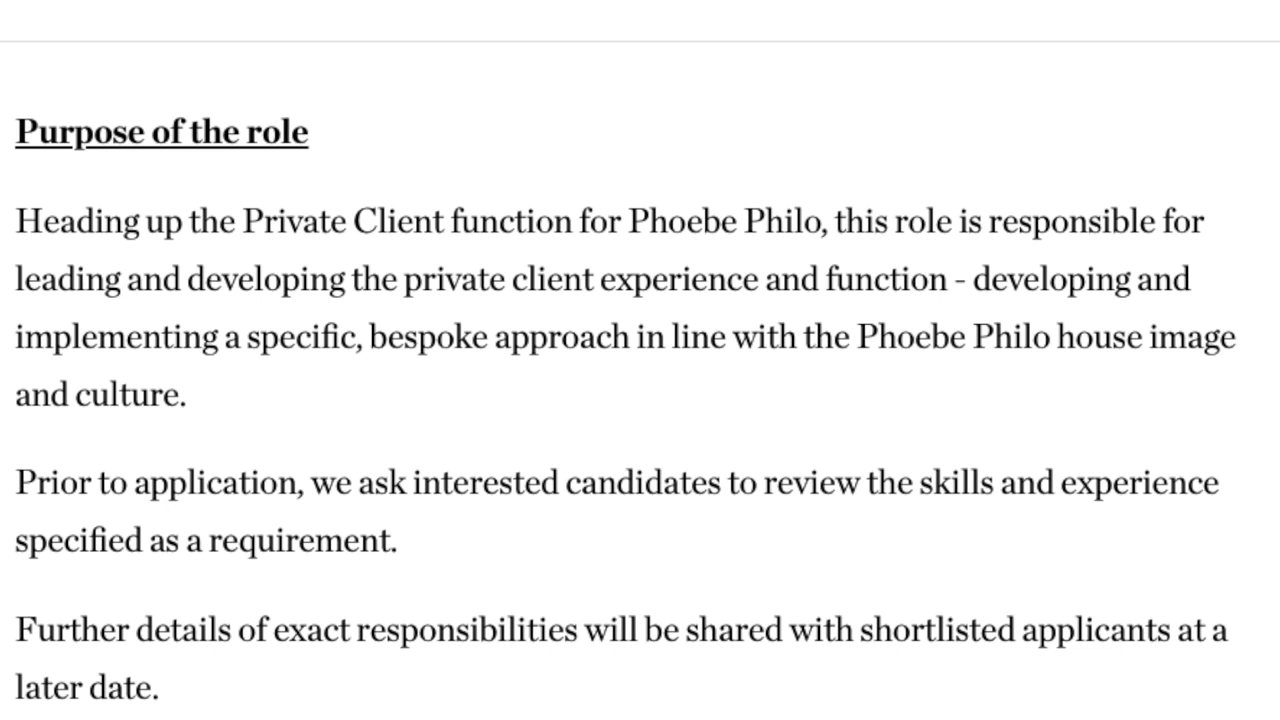 Purpose of the role
Heading up the Private Client function for Phoebe Philo, this role is responsible for
leading and developing the private client experience and function - developing and
implementing a specific, bespoke approach in line with the Phoebe Philo house image
and culture.
Prior to application, we ask interested candidates to review the skills and experience
specified as a requirement.
Further details of exact responsibilities will be shared with shortlisted applicants at a
later date.